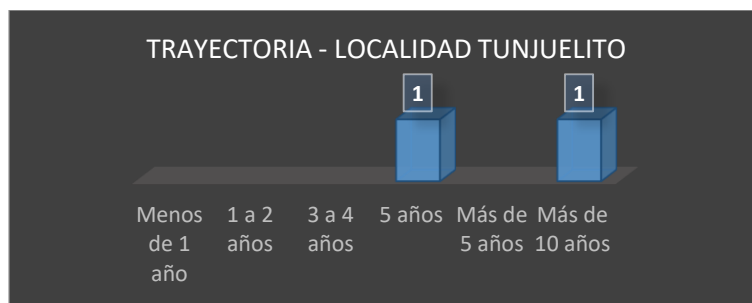 TRAYECTORIA - LOCALIDAD TUNJUELITO
1 1
Menos 1 a 2 3 a 4 5 años Más de Más de
de 1 años años 5 años 10 años
año